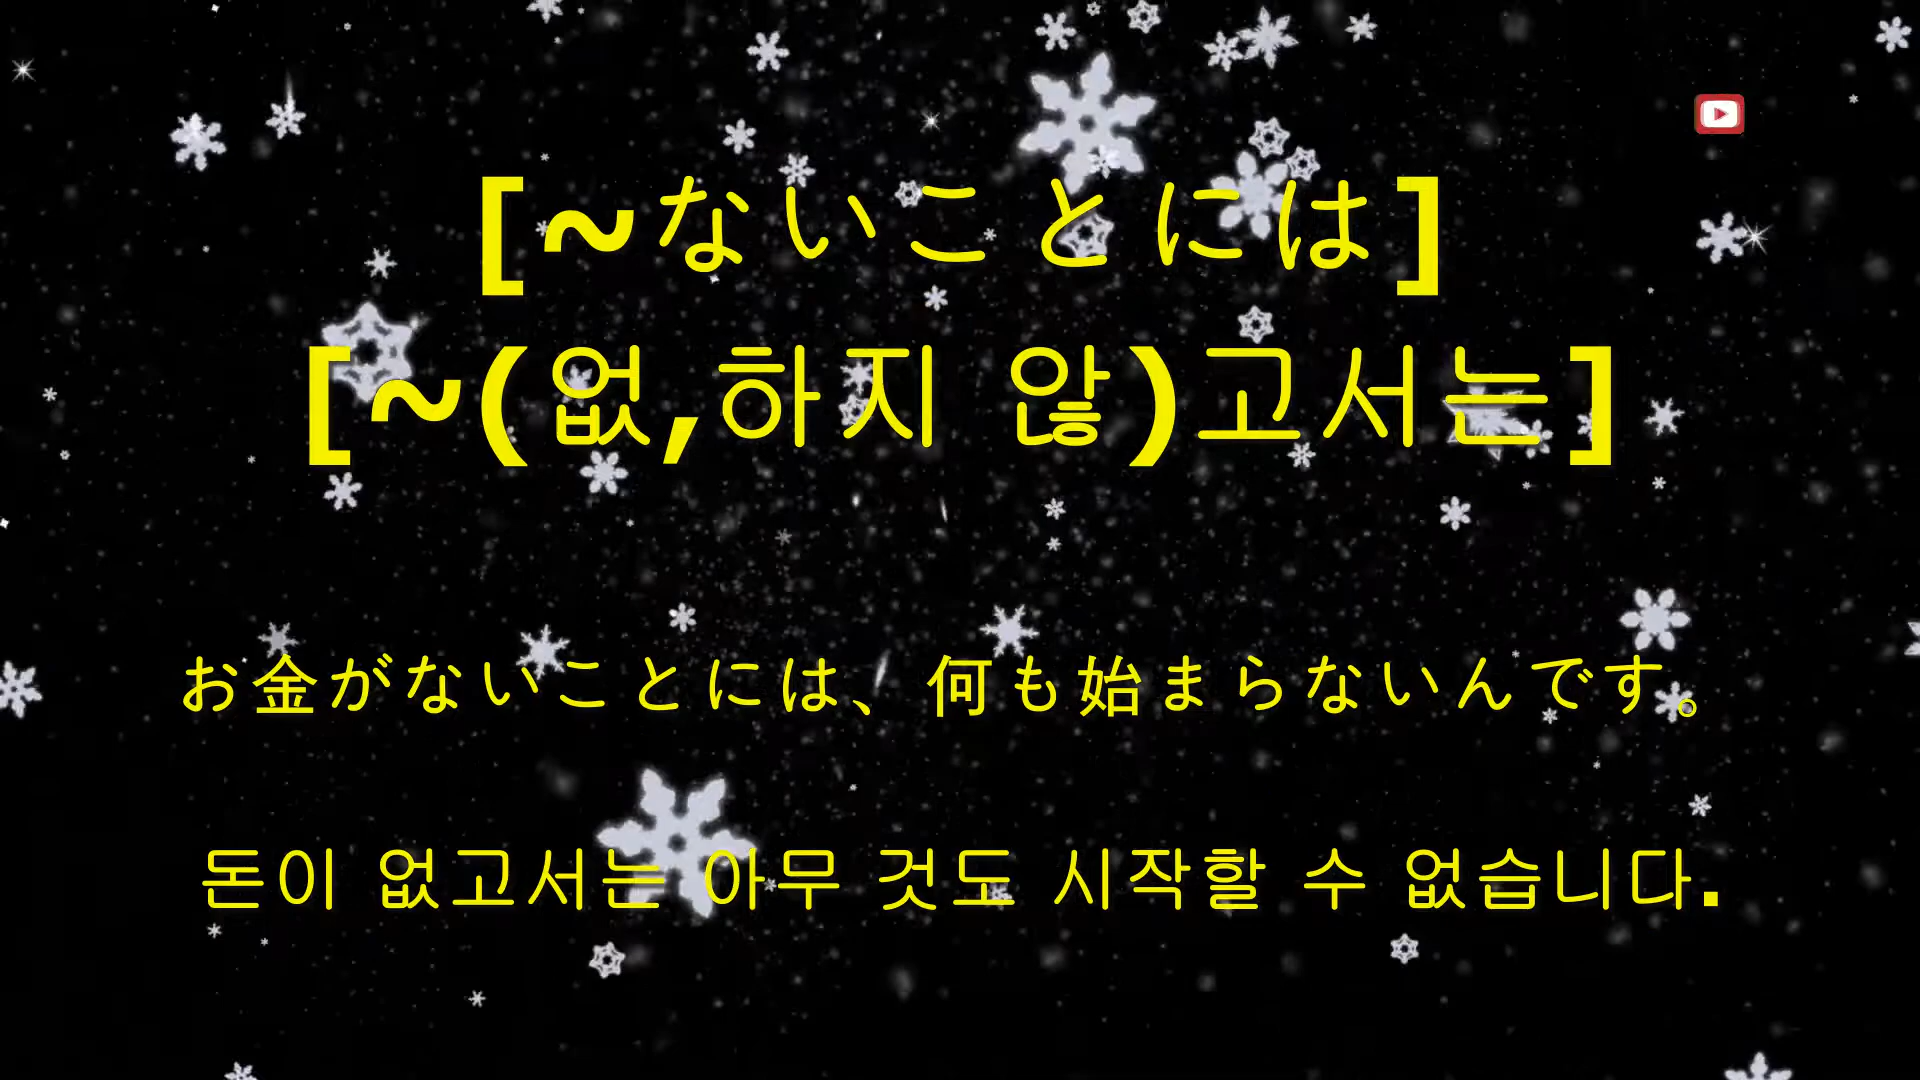 [~ないことには]
[~(없,하지 않)고서는]
お金がないことには、何も始まらないんです。
돈이 없고서는 아무 것도 시작할 수 없습니다.